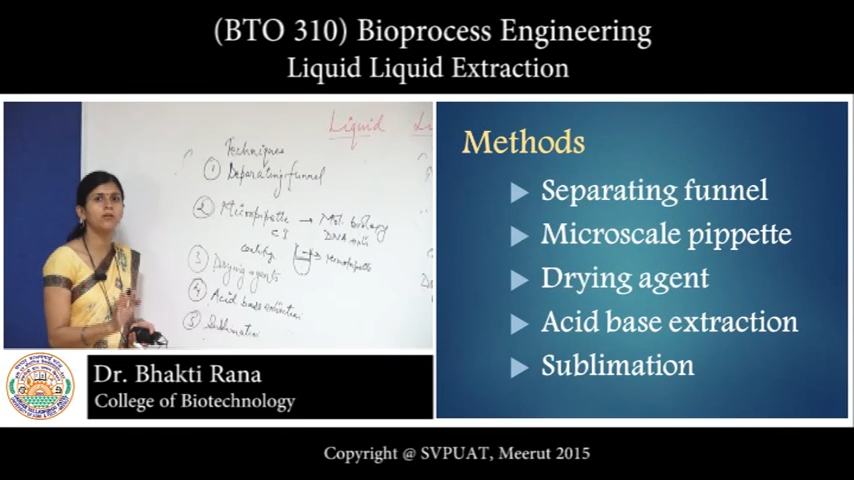 (BTO 310) Bioprocess Engineering
Liquid Liquid Extraction
Liquid
Techniques
1 Separating funnel
2 Micropipette → Mol. biology
DNA
3 Drying agents
4 Acid base extraction
5 Sublimation
Methods
Separating funnel
Microscale pippette
Drying agent
Acid base extraction
Sublimation
Dr. Bhakti Rana
College of Biotechnology
Copyright @ SVPUAT, Meerut 2015